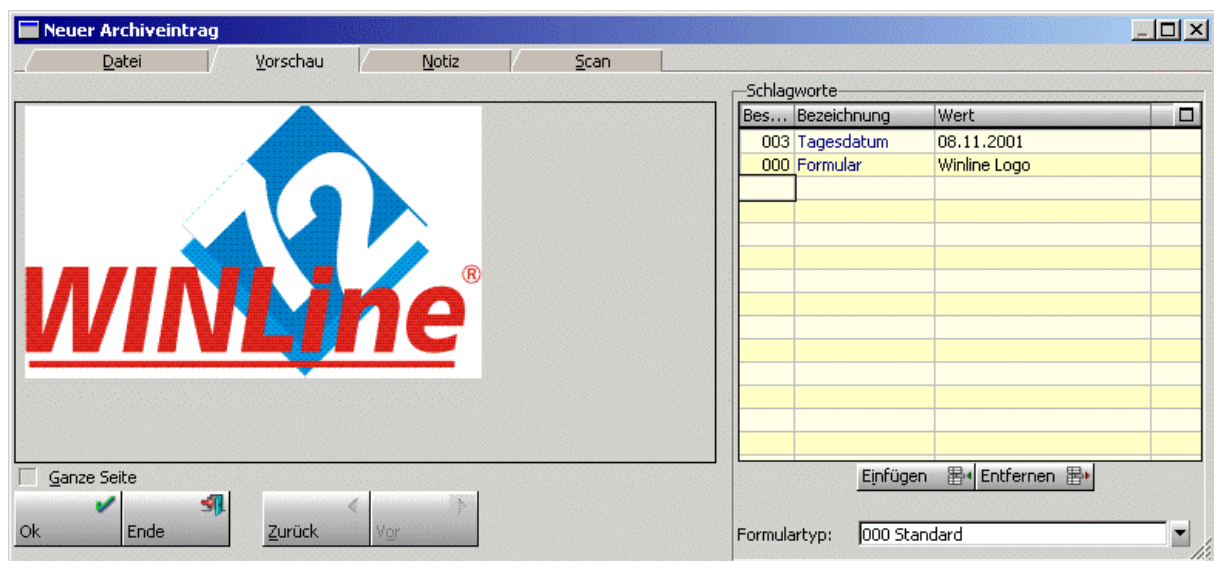 Neuer Archiveintrag
Datei Vorschau Notiz Scan
72
WINLine®
Ganze Seite
Ok Ende Zurück Vor
Schlagworte
Bes... Bezeichnung Wert
003 Tagesdatum 08.11.2001
000 Formular Winline Logo
Einfügen Entfernen
Formulartyp: 000 Standard